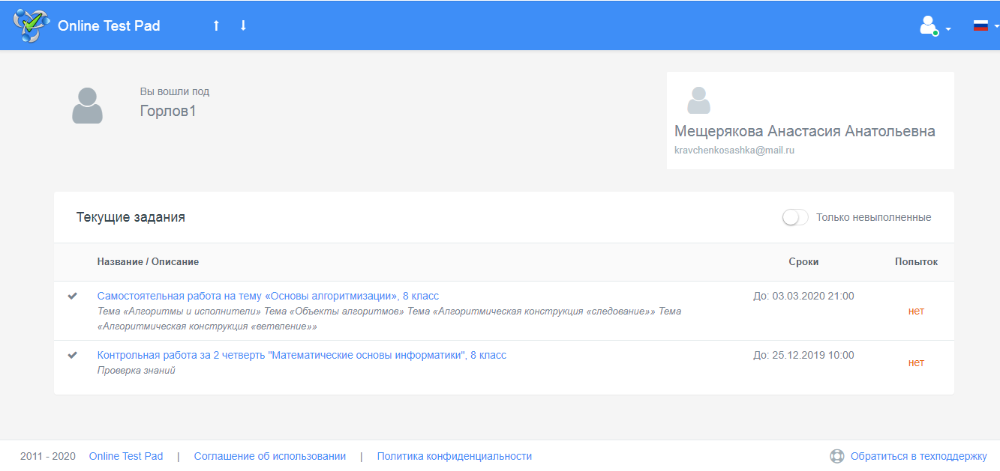 Online Test Pad
Вы вошли под
Горлов1
Мещерякова Анастасия Анатольевна
kravchenkosashka@mail.ru
Текущие задания
Только невыполненные
Название / Описание
Сроки
Попыток
Самостоятельная работа на тему «Основы алгоритмизации», 8 класс
До: 03.03.2020 21:00
Тема «Алгоритмы и исполнители» Тема «Объекты алгоритмов» Тема «Алгоритмическая конструкция «следование»» Тема
«Алгоритмическая конструкция «ветвление»»
нет
Контрольная работа за 2 четверть "Математические основы информатики", 8 класс
До: 25.12.2019 10:00
Проверка знаний
нет
2011 - 2020 Online Test Pad | Соглашение об использовании | Политика конфиденциальности
Обратиться в техподдержку